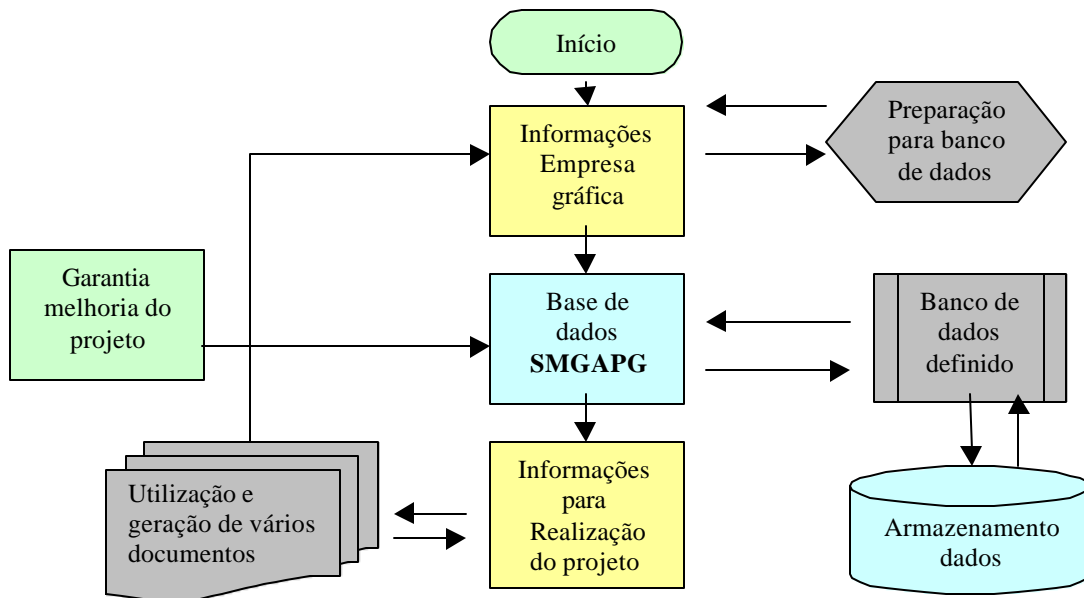 Início
Informações
Empresa
gráfica
Preparação
para banco
de dados
Garantia
melhoria do
projeto
Base de
dados
SMGAPG
Banco de
dados
definido
Utilização e
geração de vários
documentos
Informações
para
Realização
do projeto
Armazenamento
dados